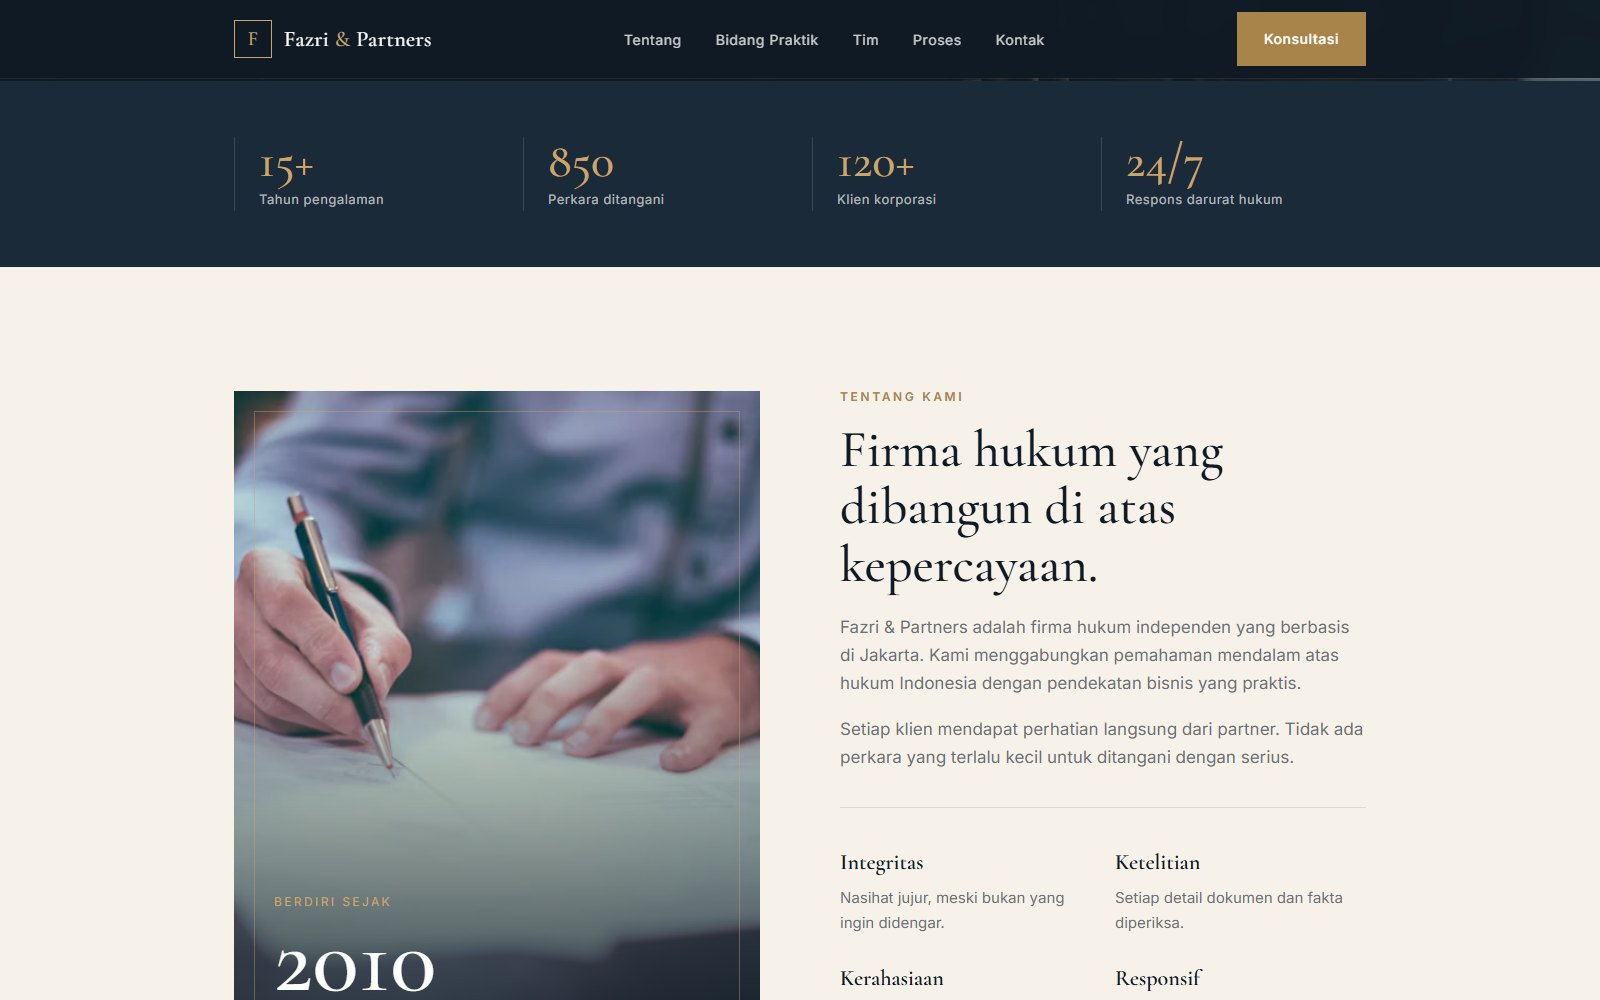 F
Fazri & Partners
Tentang
Bidang Praktik
Tim
Proses
Kontak
Konsultasi
15+
Tahun pengalaman
850
Perkara ditangani
120+
Klien korporasi
24/7
Respons darurat hukum
BERDIRI SEJAK
2010
TENTANG KAMI
Firma hukum yang
dibangun di atas
kepercayaan.
Fazri & Partners adalah firma hukum independen yang berbasis
di Jakarta. Kami menggabungkan pemahaman mendalam atas
hukum Indonesia dengan pendekatan bisnis yang praktis.
Setiap klien mendapat perhatian langsung dari partner. Tidak ada
perkara yang terlalu kecil untuk ditangani dengan serius.
Integritas
Nasihat jujur, meski bukan yang
ingin didengar.
Ketelitian
Setiap detail dokumen dan fakta
diperiksa.
Kerahasiaan
Responsif